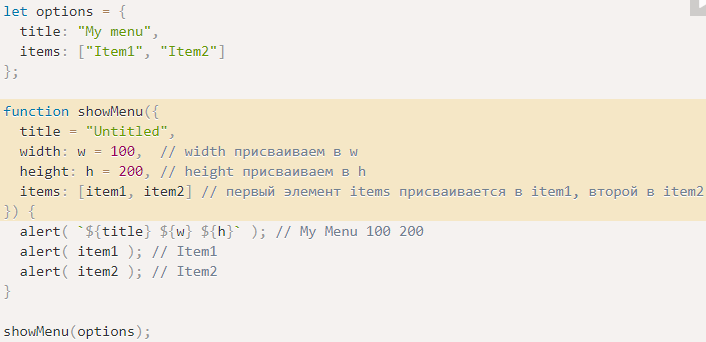 let options = {
  title: "My menu",
  items: ["Item1", "Item2"]
};

function showMenu({
  title = "Untitled",
  width: w = 100,  // width присваиваем в w
  height: h = 200, // height присваиваем в h
  items: [item1, item2] // первый элемент items присваивается в item1, второй в item2
}) {
  alert( `${title} ${w} ${h}` ); // My Menu 100 200
  alert( item1 ); // Item1
  alert( item2 ); // Item2
}

showMenu(options);